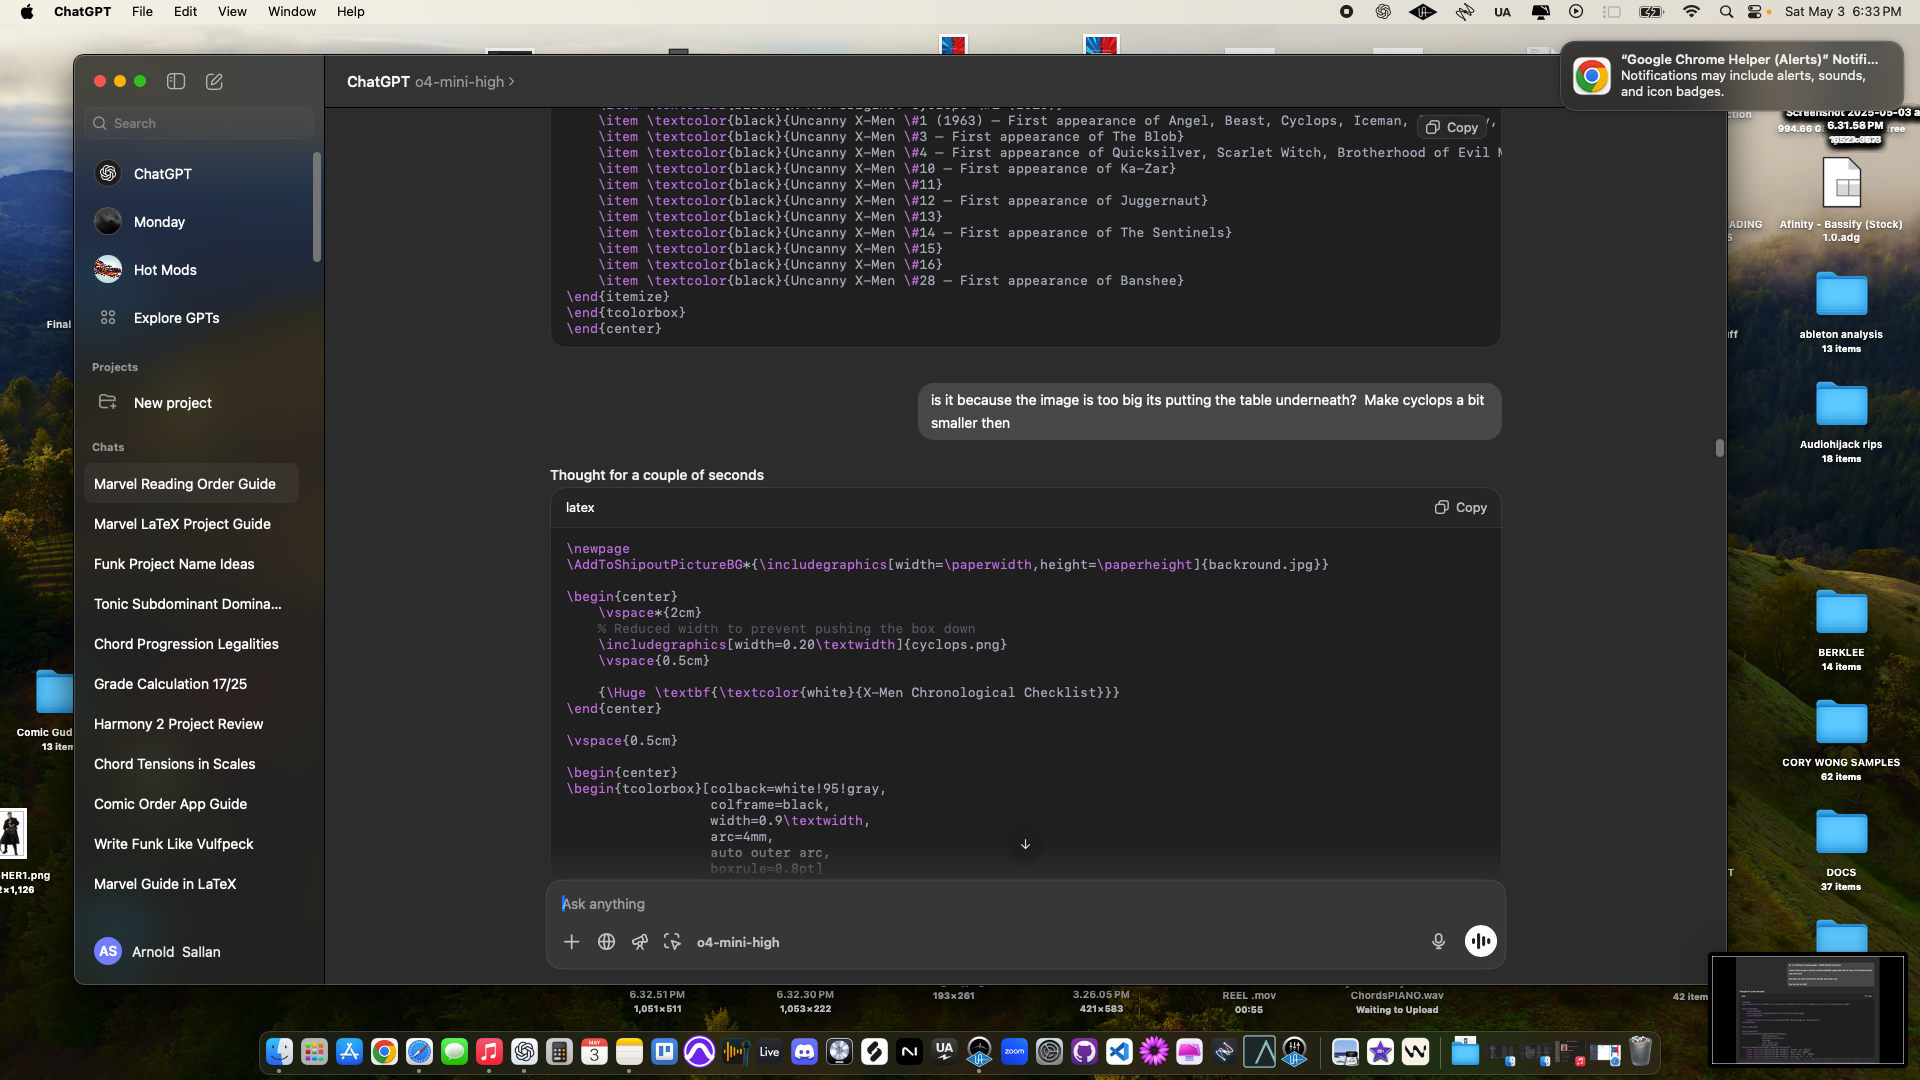 ChatGPT File Edit View Window Help
UA
Sat May 3 6:33 PM
"Google Chrome Helper (Alerts)" Notifi...
Notifications may include alerts, sounds,
and icon badges.
Search
ChatGPT
Monday
Hot Mods
Explore GPTs
Projects
New project
Chats
Marvel Reading Order Guide
Marvel LaTeX Project Guide
Funk Project Name Ideas
Tonic Subdominant Domina...
Chord Progression Legalities
Grade Calculation 17/25
Harmony 2 Project Review
Chord Tensions in Scales
Comic Order App Guide
Write Funk Like Vulfpeck
Marvel Guide in LaTeX
AS Arnold Sallan
ChatGPT o4-mini-high >
\item \textcolor{black}{Uncanny X-Men \#1 (1963) — First appearance of Angel, Beast, Cyclops, Iceman,
Copy
\item \textcolor{black}{Uncanny X-Men \#3 — First appearance of The Blob}
\item \textcolor{black}{Uncanny X-Men \#4 — First appearance of Quicksilver, Scarlet Witch, Brotherhood of Evil M
\item \textcolor{black}{Uncanny X-Men \#10 — First appearance of Ka-Zar}
\item \textcolor{black}{Uncanny X-Men \#11}
\item \textcolor{black}{Uncanny X-Men \#12 — First appearance of Juggernaut}
\item \textcolor{black}{Uncanny X-Men \#13}
\item \textcolor{black}{Uncanny X-Men \#14 — First appearance of The Sentinels}
\item \textcolor{black}{Uncanny X-Men \#15}
\item \textcolor{black}{Uncanny X-Men \#16}
\item \textcolor{black}{Uncanny X-Men \#28 — First appearance of Banshee}
\end{itemize}
\end{tcolorbox}
\end{center}
is it because the image is too big its putting the table underneath? Make cyclops a bit
smaller then
Thought for a couple of seconds
latex
Copy
\newpage
\AddToShipoutPictureBG*{\includegraphics[width=\paperwidth,height=\paperheight]{backround.jpg}}
\begin{center}
\vspace*{2cm}
% Reduced width to prevent pushing the box down
\includegraphics[width=0.20\textwidth]{cyclops.png}
\vspace{0.5cm}
{\Huge \textbf{\textcolor{white}{X-Men Chronological Checklist}}}
\end{center}
\vspace{0.5cm}
\begin{center}
\begin{tcolorbox}[colback=white!95!gray,
colframe=black,
width=0.9\textwidth,
arc=4mm,
auto outer arc,
boxrule=0.8pt]
Ask anything
o4-mini-high
Final
Comic Gud
13 item
HER1.png
2×1,126
Screenshot 2025-05-03 a
6.31.58 PM
994.66 G
ction
ree
ADING
S
Afinity - Bassify (Stock)
1.0.adg
ff
ableton analysis
13 items
Audiohijack rips
18 items
BERKLEE
14 items
CORY WONG SAMPLES
62 items
T
DOCS
37 items
6.32.51 PM
1,051×511
6.32.30 PM
1,053×222
193×261
3.26.05 PM
421×583
REEL .mov
00:55
ChordsPIANO.wav
Waiting to Upload
42 item
MAY
3
Live
UA
zoom